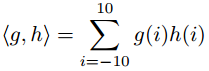 ⟨g, h⟩ = ∑_{i=−10}^{10} g(i)h(i)